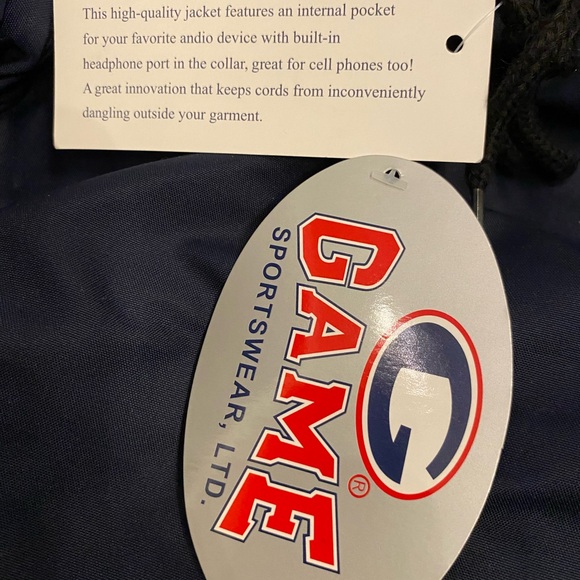 This high-quality jacket features an internal pocket
for your favorite andio device with built-in
headphone port in the collar, great for cell phones too!
A great innovation that keeps cords from inconveniently
dangling outside your garment.
G
GAME®
SPORTSWEAR, LTD.